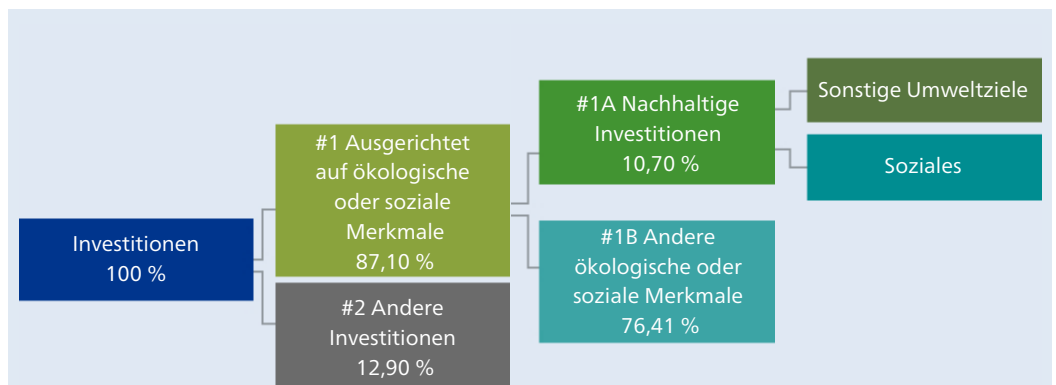 Investitionen
100 %
#1 Ausgerichtet
auf ökologische
oder soziale
Merkmale
87,10 %
#2 Andere
Investitionen
12,90 %
#1A Nachhaltige
Investitionen
10,70 %
#1B Andere
ökologische oder
soziale Merkmale
76,41 %
Sonstige Umweltziele
Soziales